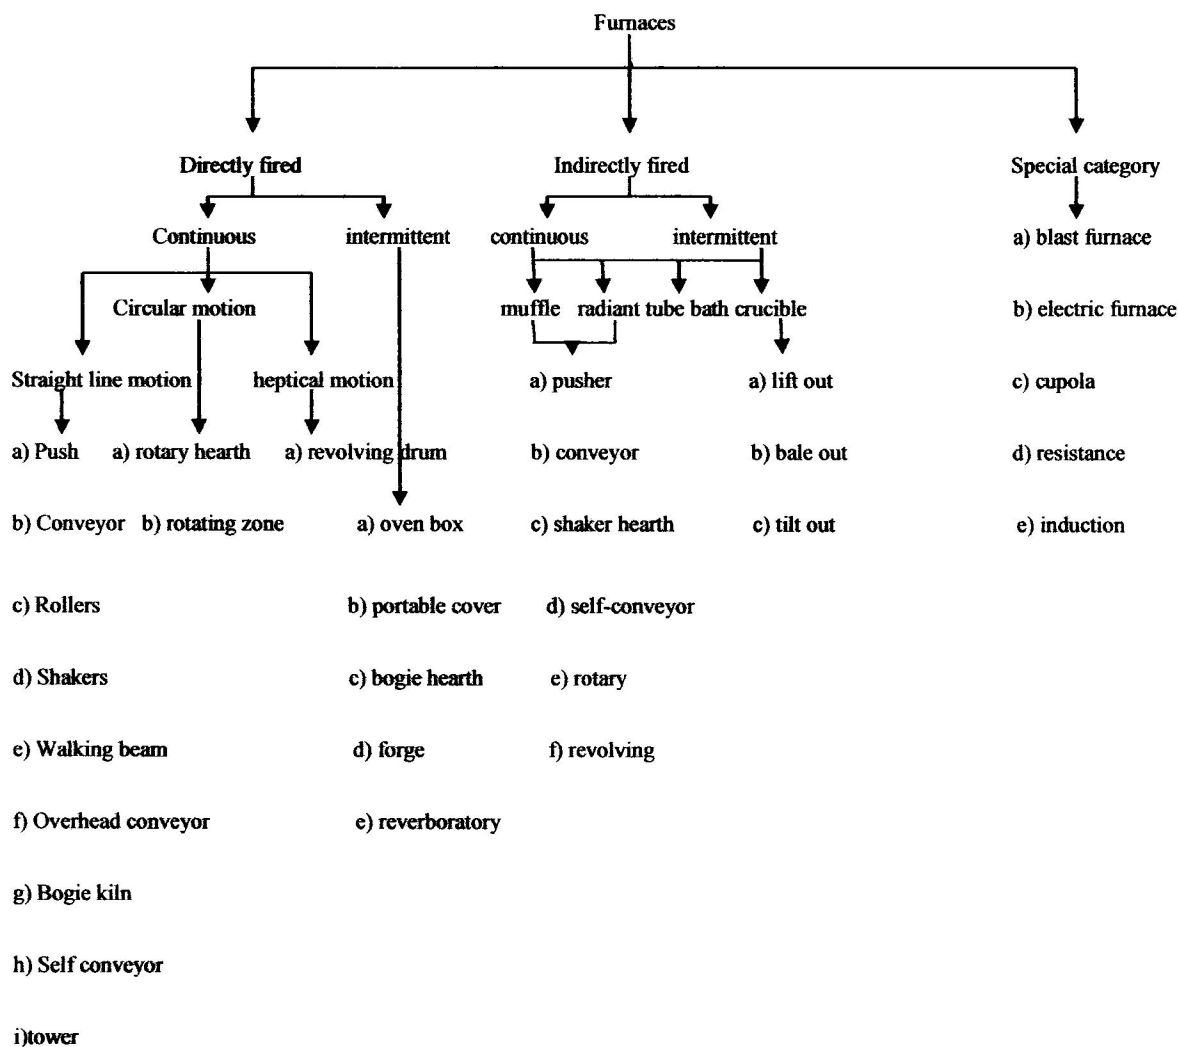 Furnaces
Directly fired Indirectly fired Special category
Continuous intermittent continuous intermittent a) blast furnace
Circular motion muffle radiant tube bath crucible b) electric furnace
Straight line motion heptical motion a) pusher a) lift out c) cupola
a) Push a) rotary hearth a) revolving drum b) conveyor b) bale out d) resistance
b) Conveyor b) rotating zone a) oven box c) shaker hearth c) tilt out e) induction
c) Rollers b) portable cover d) self-conveyor
d) Shakers c) bogie hearth e) rotary
e) Walking beam d) forge f) revolving
f) Overhead conveyor e) reverboratory
g) Bogie kiln
h) Self conveyor
i)tower